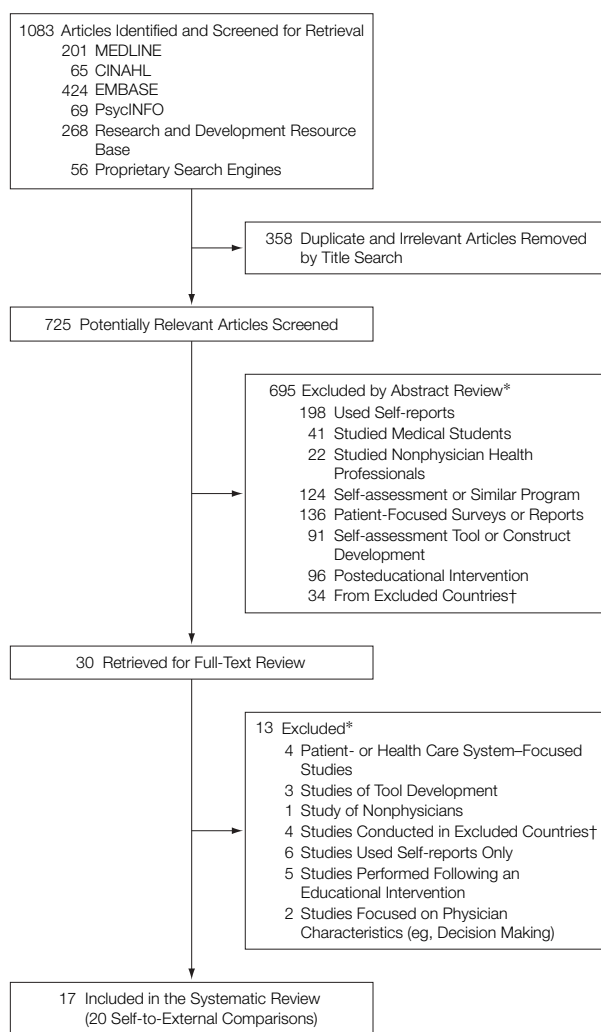 1083 Articles Identified and Screened for Retrieval
201 MEDLINE
65 CINAHL
424 EMBASE
69 PsycINFO
268 Research and Development Resource
Base
56 Proprietary Search Engines
358 Duplicate and Irrelevant Articles Removed
by Title Search
725 Potentially Relevant Articles Screened
695 Excluded by Abstract Review*
198 Used Self-reports
41 Studied Medical Students
22 Studied Nonphysician Health
Professionals
124 Self-assessment or Similar Program
136 Patient-Focused Surveys or Reports
91 Self-assessment Tool or Construct
Development
96 Posteducational Intervention
34 From Excluded Countries†
30 Retrieved for Full-Text Review
13 Excluded*
4 Patient- or Health Care System–Focused
Studies
3 Studies of Tool Development
1 Study of Nonphysicians
4 Studies Conducted in Excluded Countries†
6 Studies Used Self-reports Only
5 Studies Performed Following an
Educational Intervention
2 Studies Focused on Physician
Characteristics (eg, Decision Making)
17 Included in the Systematic Review
(20 Self-to-External Comparisons)